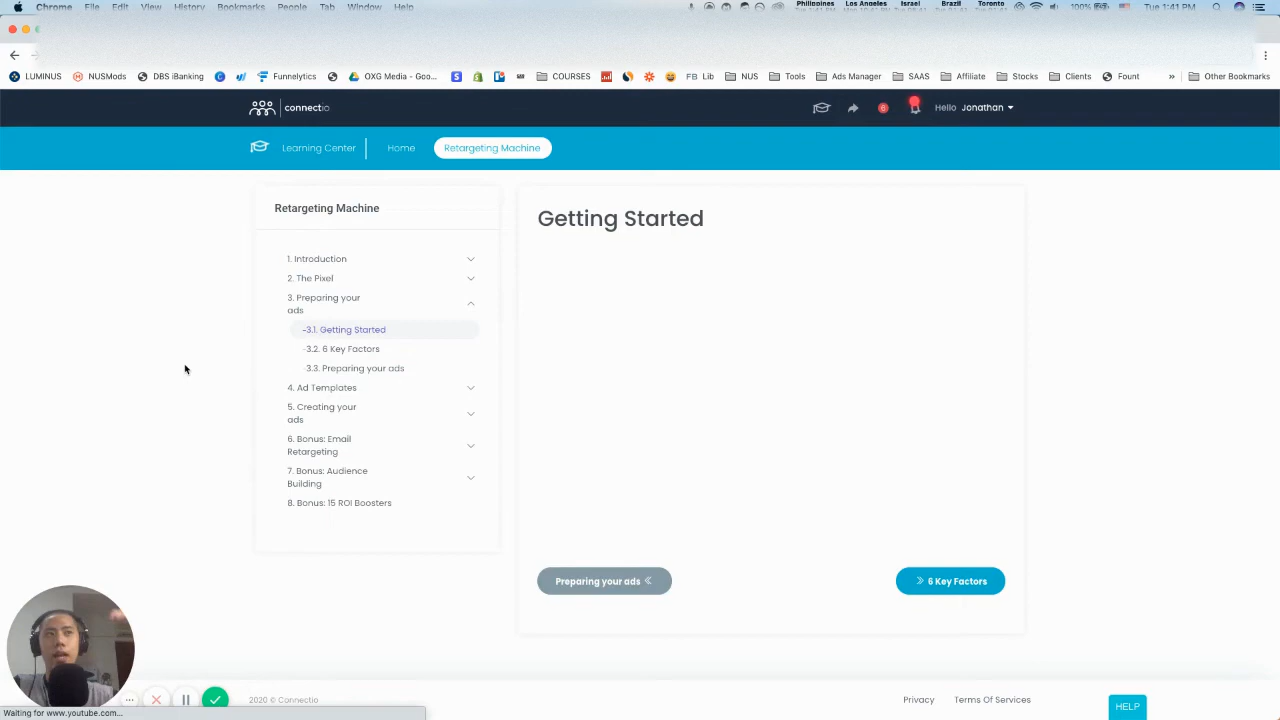 Chrome File Edit View History Bookmarks People Tab Window Help
Philippines Los Angeles Israel Brazil Toronto
100% Tue 1:41 PM
LUMINUS NUSMods DBS iBanking Funnelytics OXG Media - Goo... COURSES FB Lib NUS Tools Ads Manager SAAS Affiliate Stocks Clients Fount » Other Bookmarks
connectio
Hello Jonathan
Learning Center Home Retargeting Machine
Retargeting Machine
1. Introduction
2. The Pixel
3. Preparing your
ads
-3.1. Getting Started
-3.2. 6 Key Factors
-3.3. Preparing your ads
4. Ad Templates
5. Creating your
ads
6. Bonus: Email
Retargeting
7. Bonus: Audience
Building
8. Bonus: 15 ROI Boosters
Getting Started
Preparing your ads
6 Key Factors
2020 © Connectio
Privacy
Terms Of Services
HELP
Waiting for www.youtube.com...